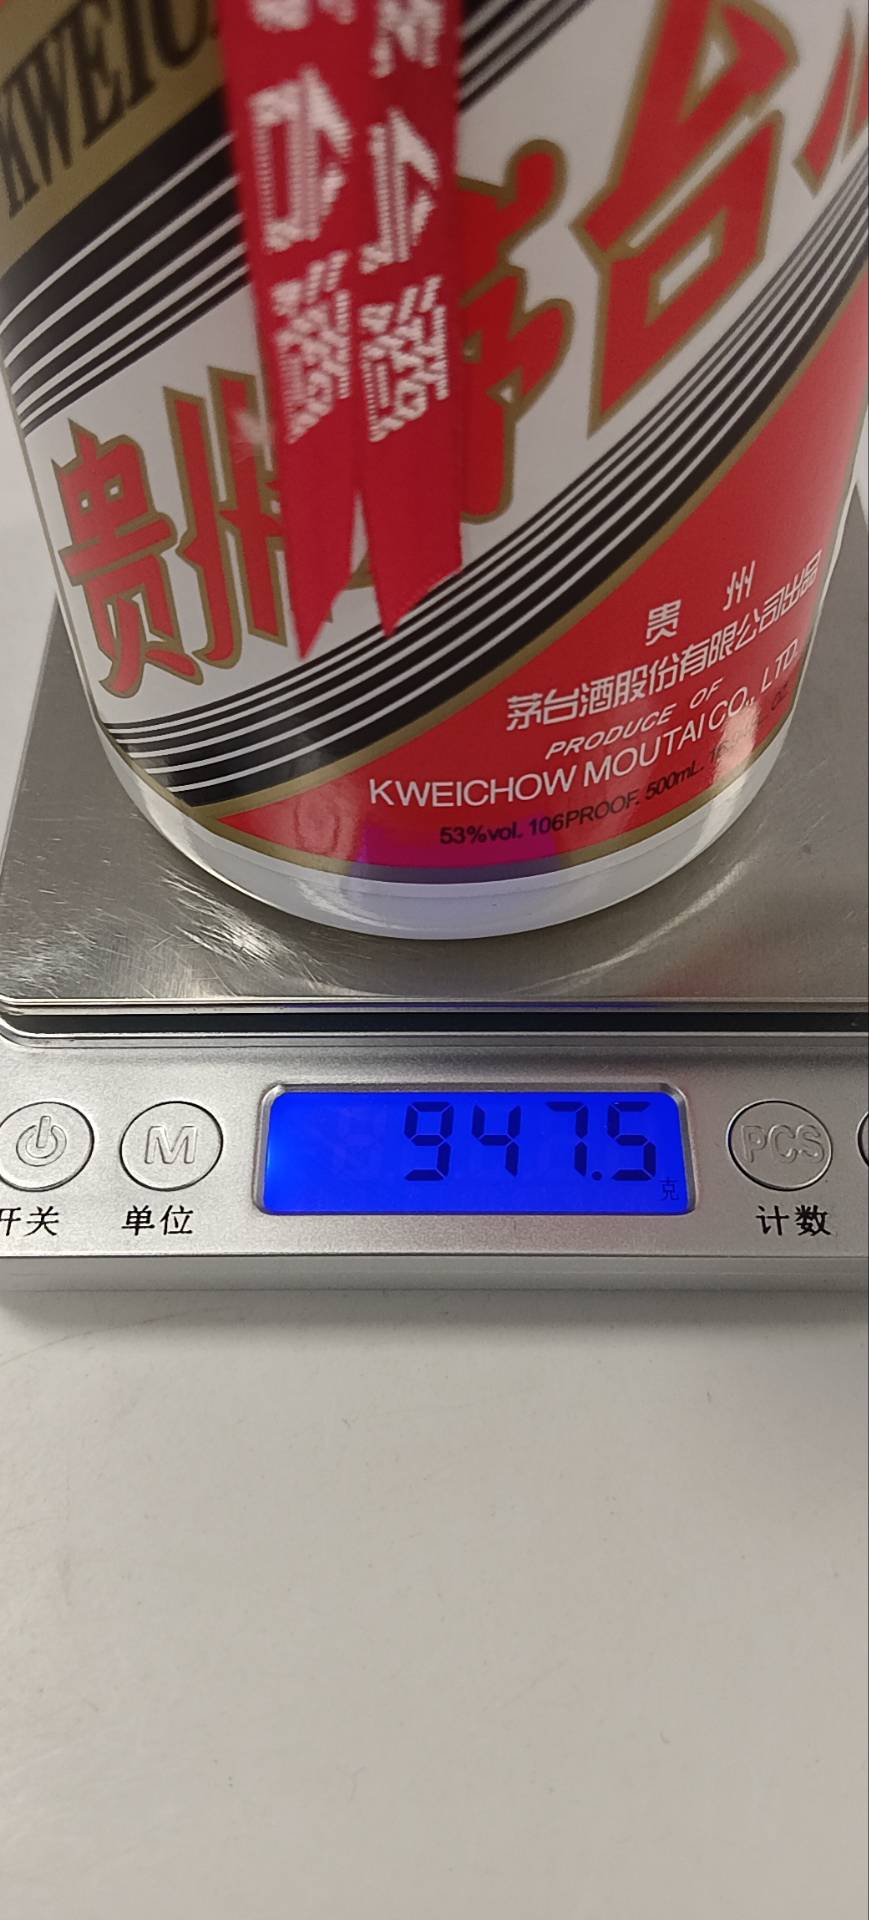 KWEIC
贵州茅台
贵 州
茅台酒股份有限公司出品
PRODUCE OF
KWEICHOW MOUTAI CO., LTD.
53%vol. 106PROOF. 500mL.
947.5
克
M
PCS
开关
单位
计数